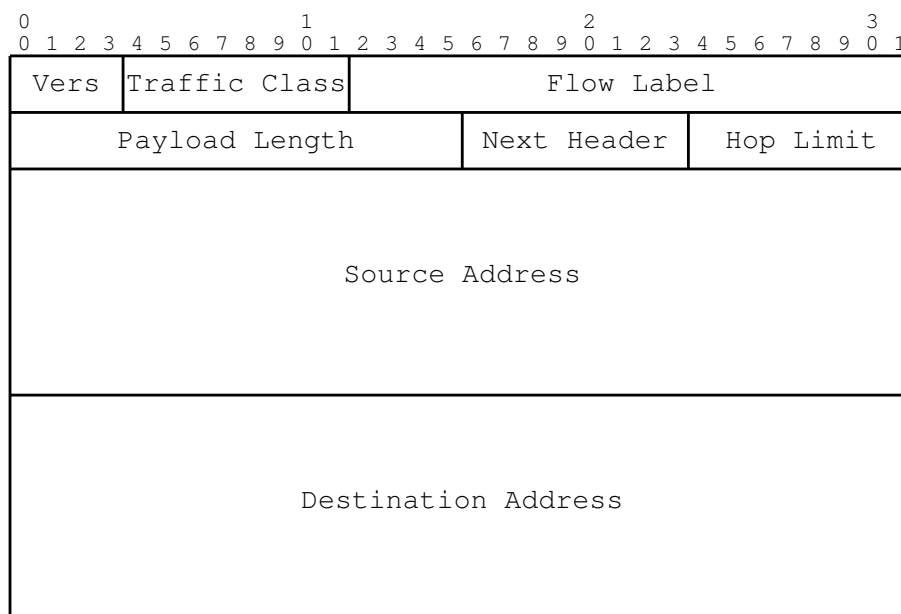 0 1 2 3
0 1 2 3 4 5 6 7 8 9 0 1 2 3 4 5 6 7 8 9 0 1 2 3 4 5 6 7 8 9 0 1
Vers Traffic Class Flow Label
Payload Length Next Header Hop Limit
Source Address
Destination Address